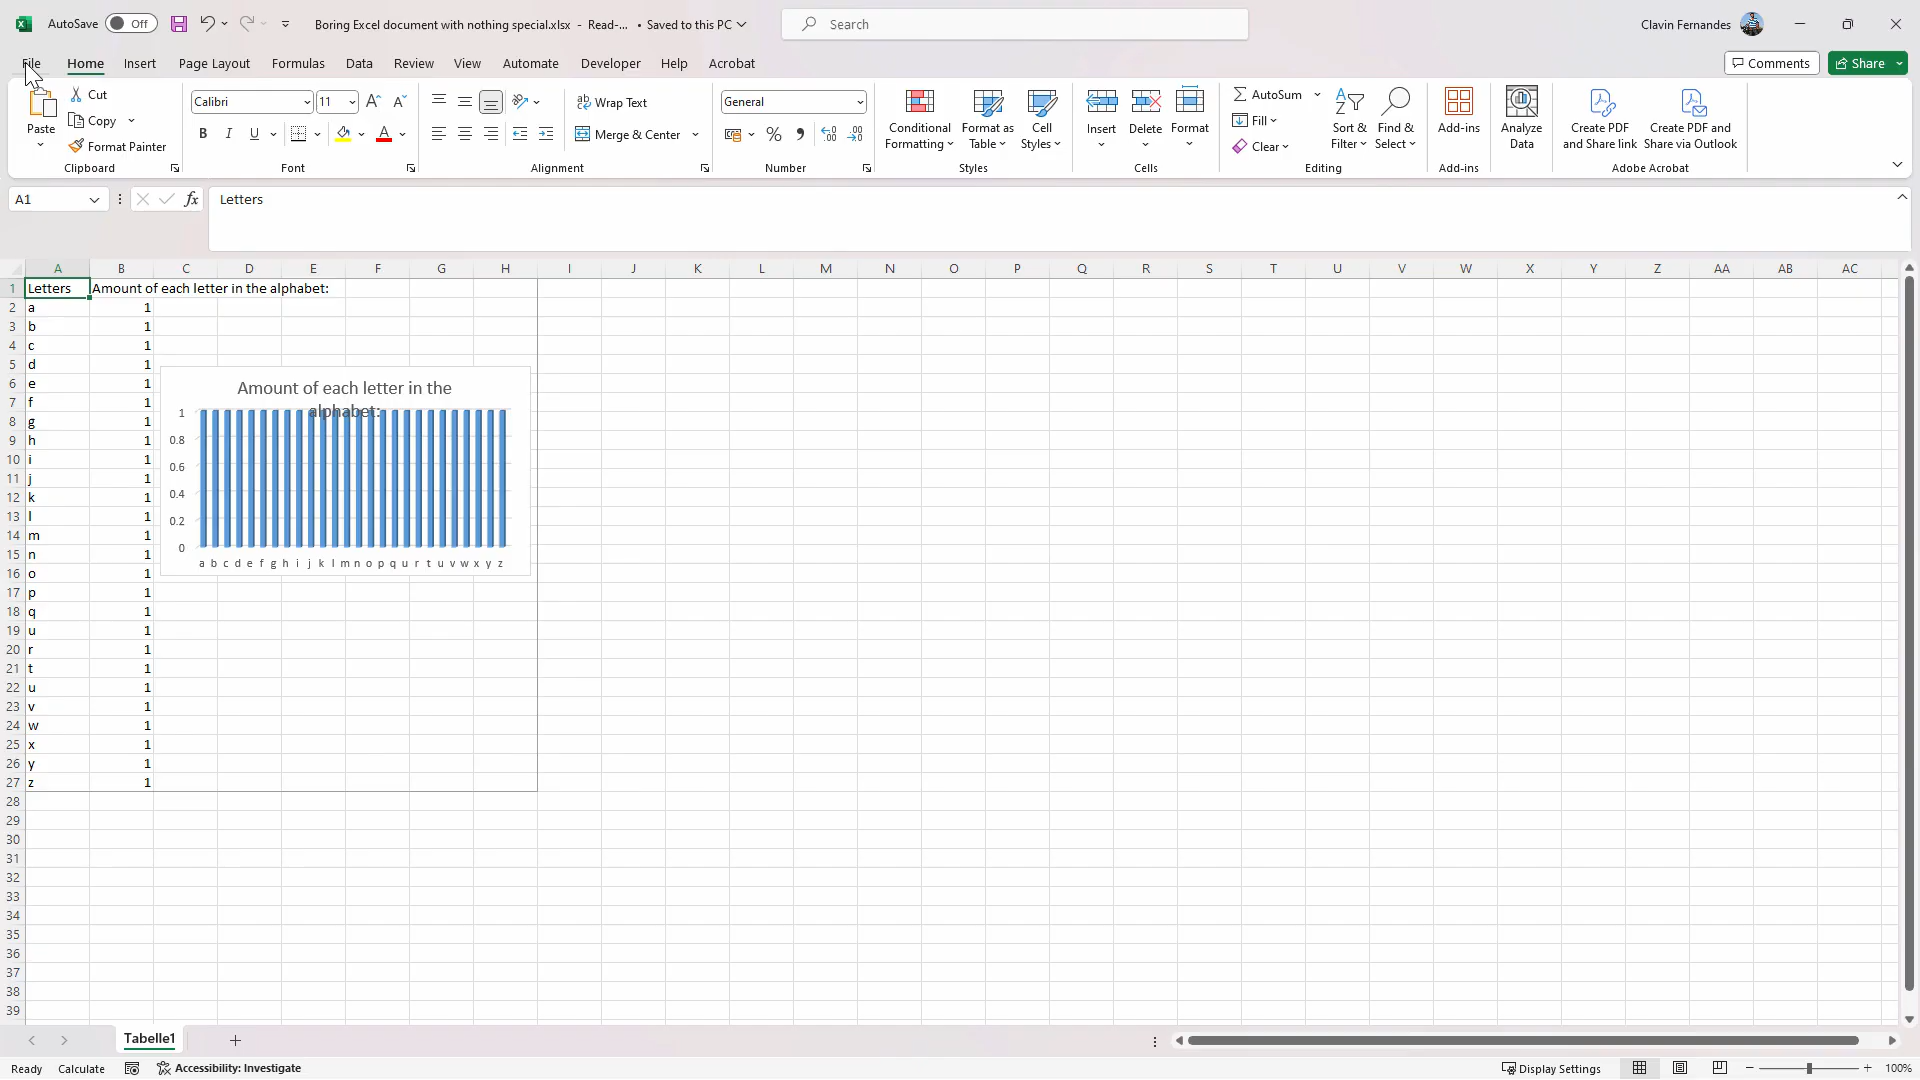 AutoSave Off Boring Excel document with nothing special.xlsx - Read-... • Saved to this PC Search Clavin Fernandes
File Home Insert Page Layout Formulas Data Review View Automate Developer Help Acrobat Comments Share
Paste Cut Copy Format Painter Clipboard
Calibri 11 B I U A Font
ab Wrap Text Merge & Center Alignment
General % Number
Conditional Formatting Format as Table Cell Styles Styles
Insert Delete Format Cells
AutoSum Fill Clear Sort & Filter Find & Select Editing
Add-ins Add-ins
Analyze Data
Create PDF and Share link Create PDF and Share via Outlook Adobe Acrobat
A1 fx Letters
A B C D E F G H I J K L M N O P Q R S T U V W X Y Z AA AB AC
1 Letters Amount of each letter in the alphabet:
2 a 1
3 b 1
4 c 1
5 d 1
6 e 1
7 f 1
8 g 1
9 h 1
10 i 1
11 j 1
12 k 1
13 l 1
14 m 1
15 n 1
16 o 1
17 p 1
18 q 1
19 u 1
20 r 1
21 t 1
22 u 1
23 v 1
24 w 1
25 x 1
26 y 1
27 z 1
28
29
30
31
32
33
34
35
36
37
38
39
Amount of each letter in the
alphabet:
1
0.8
0.6
0.4
0.2
0
a b c d e f g h i j k l m n o p q u r t u v w x y z
Tabelle1
Ready Calculate Accessibility: Investigate Display Settings 100%